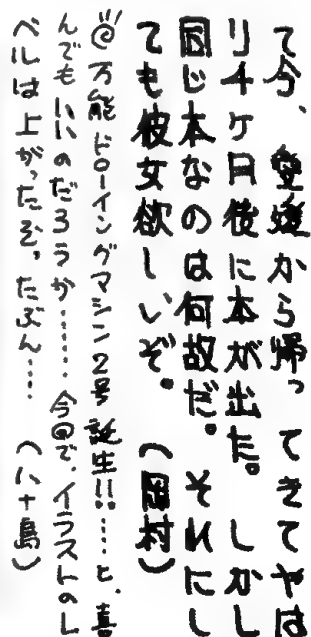 て今、愛媛から帰ってきてやは
り4ケ月後に本が出た。しかし
同じ本なのは何故だ。それにし
ても彼女欲しいぞ。(岡村)
◎万能ドローイングマシン2号誕生!!…と、喜
んでもいいのだろうか……今回で、イラストのレ
ベルは上がったぞっ、たぶん…(八十島)